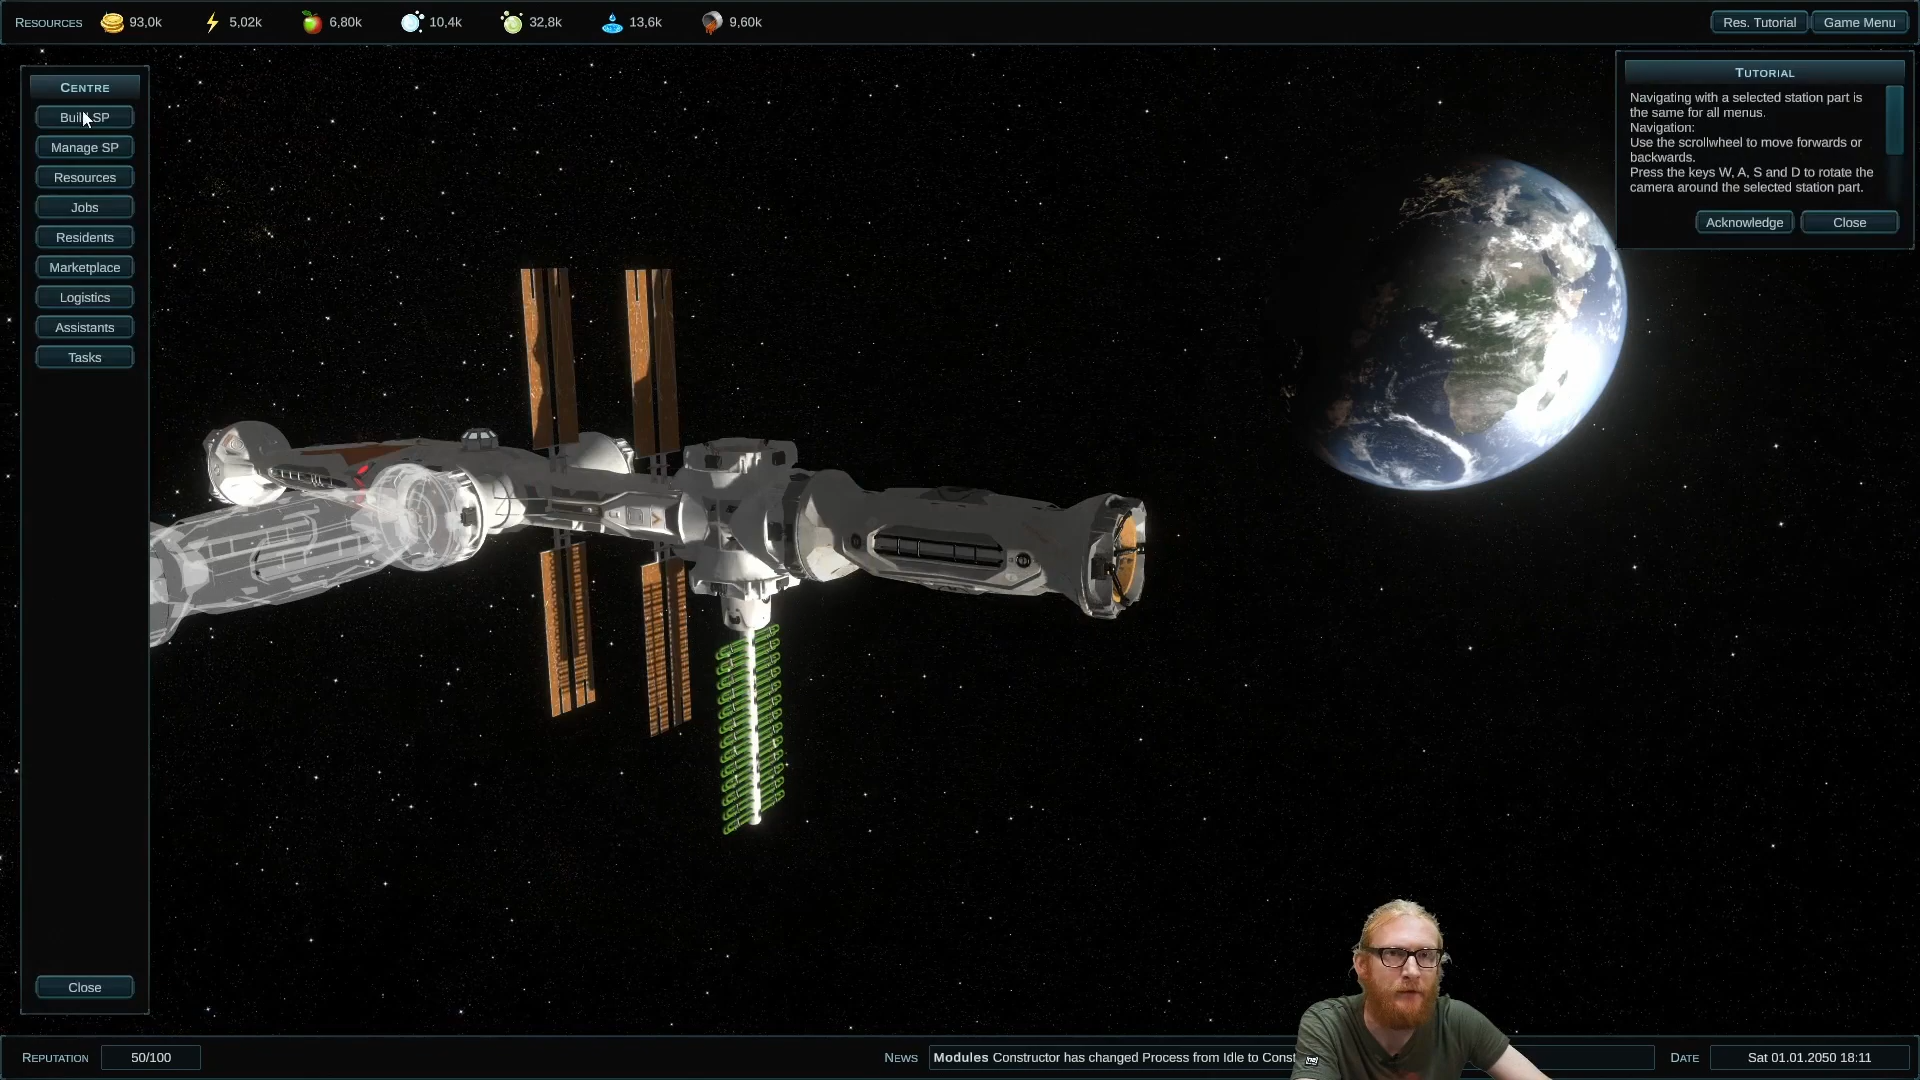 RESOURCES 93,0k 5,02k 6,80k 10,4k 32,8k 13,6k 9,60k Res. Tutorial Game Menu
CENTRE
Manage SP
Resources
Jobs
Residents
Marketplace
Logistics
Assistants
Tasks
Close
TUTORIAL
Navigating with a selected station part is
the same for all menus.
Navigation:
Use the scrollwheel to move forwards or
backwards.
Press the keys W, A, S and D to rotate the
camera around the selected station part.
Acknowledge Close
REPUTATION 50/100 NEWS Modules Constructor has changed Process from Idle to Const DATE Sat 01.01.2050 18:11